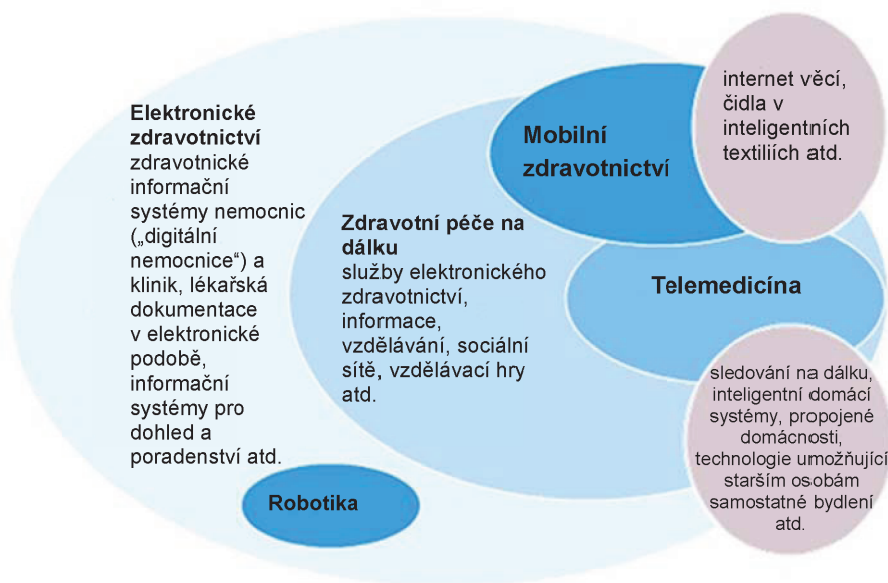 Elektronické
zdravotnictví
zdravotnické
informační
systémy nemocnic
(„digitální
nemocnice“) a
klinik, lékařská
dokumentace
v elektronické
podobě,
informační
systémy pro
dohled a
poradenství atd.
Robotika
Zdravotní péče na
dálku
služby elektronického
zdravotnictví,
informace,
vzdělávání, sociální
sítě, vzdělávací hry
atd.
Mobilní
zdravotnictví
internet věcí,
čidla v
inteligentních
textiliích atd.
Telemedicína
sledování na dálku,
inteligentní domácí
systémy, propojené
domácnosti,
technologie umožňující
starším osobám
samostatné bydlení
atd.